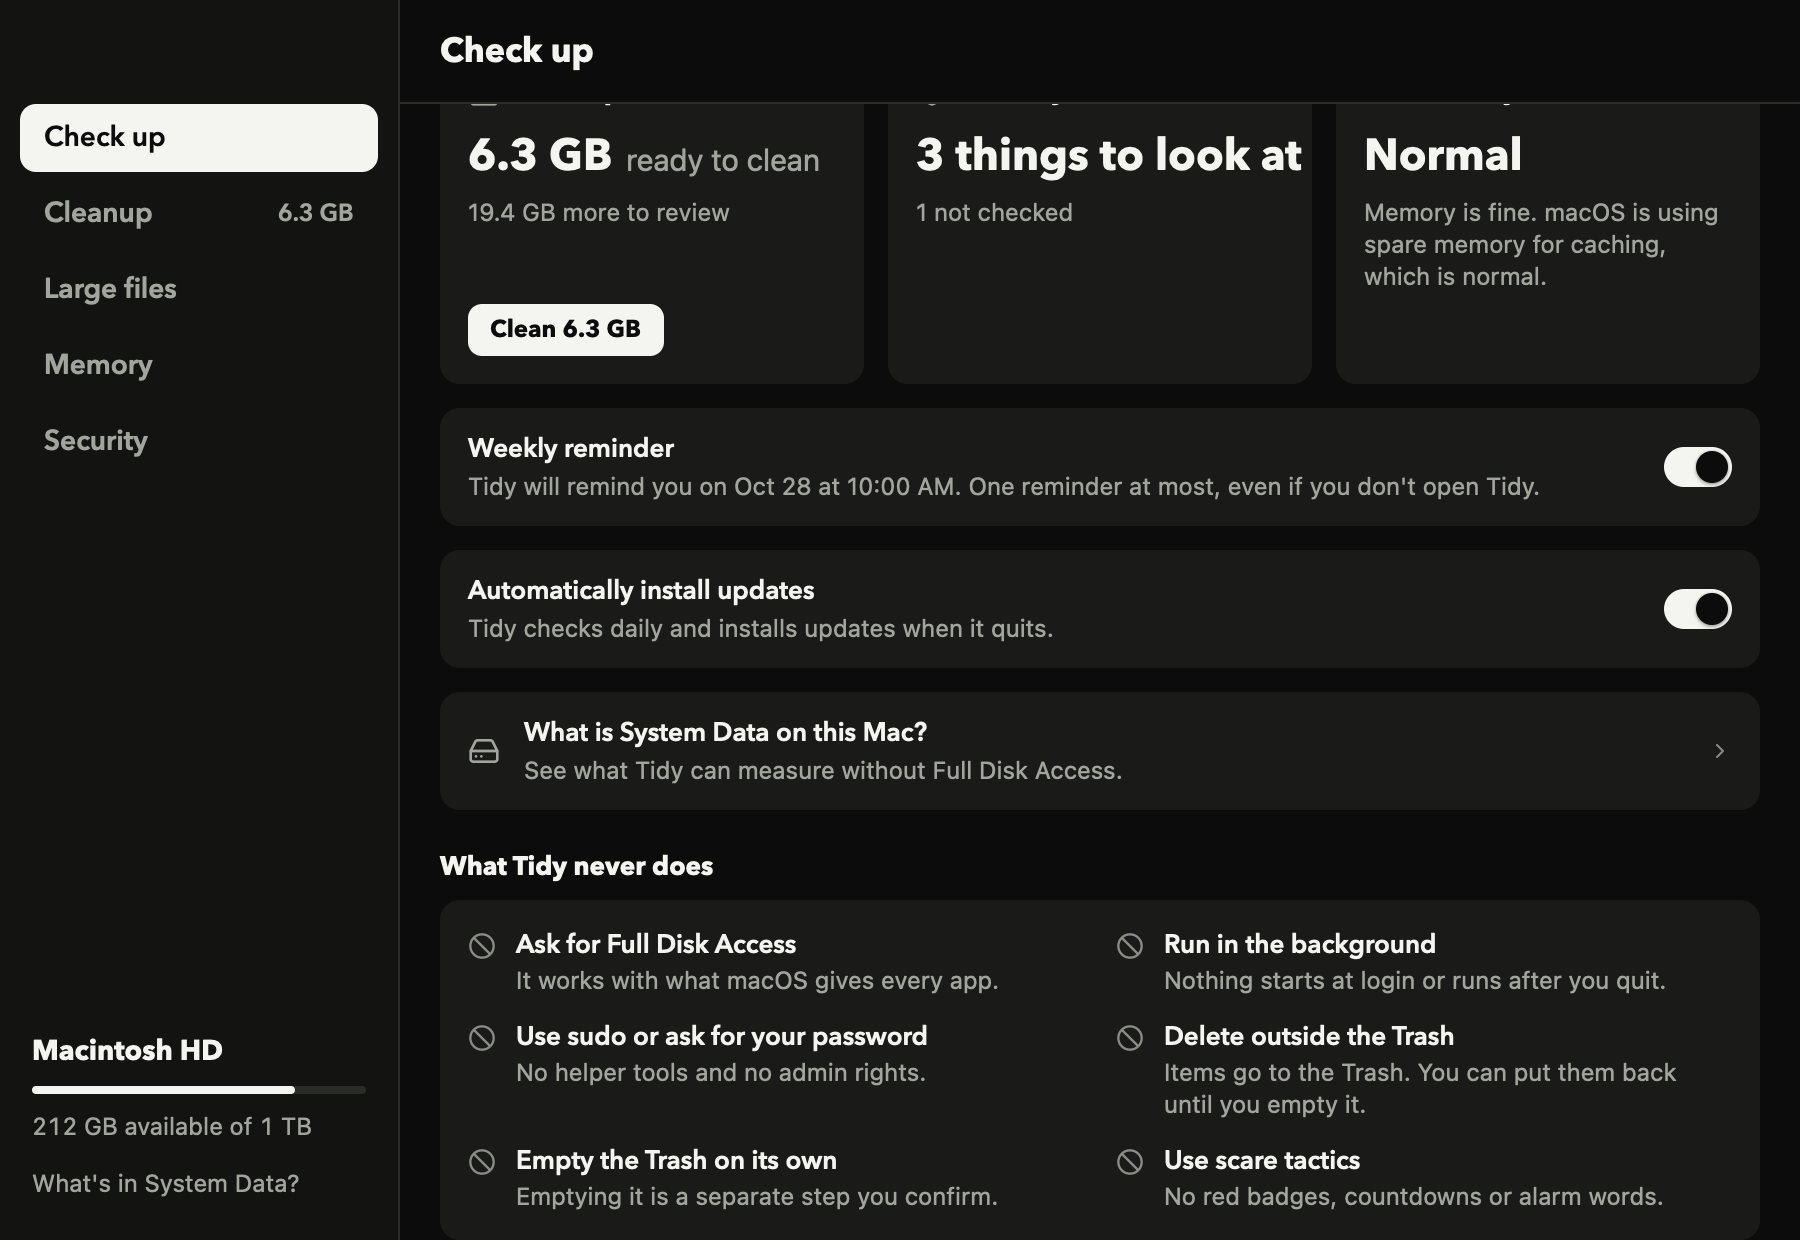 Check up
Check up
Cleanup 6.3 GB
Large files
Memory
Security
Macintosh HD
212 GB available of 1 TB
What's in System Data?
6.3 GB ready to clean
19.4 GB more to review
Clean 6.3 GB
3 things to look at
1 not checked
Normal
Memory is fine. macOS is using
spare memory for caching,
which is normal.
Weekly reminder
Tidy will remind you on Oct 28 at 10:00 AM. One reminder at most, even if you don't open Tidy.
Automatically install updates
Tidy checks daily and installs updates when it quits.
What is System Data on this Mac?
See what Tidy can measure without Full Disk Access.
What Tidy never does
Ask for Full Disk Access
It works with what macOS gives every app.
Run in the background
Nothing starts at login or runs after you quit.
Use sudo or ask for your password
No helper tools and no admin rights.
Delete outside the Trash
Items go to the Trash. You can put them back
until you empty it.
Empty the Trash on its own
Emptying it is a separate step you confirm.
Use scare tactics
No red badges, countdowns or alarm words.